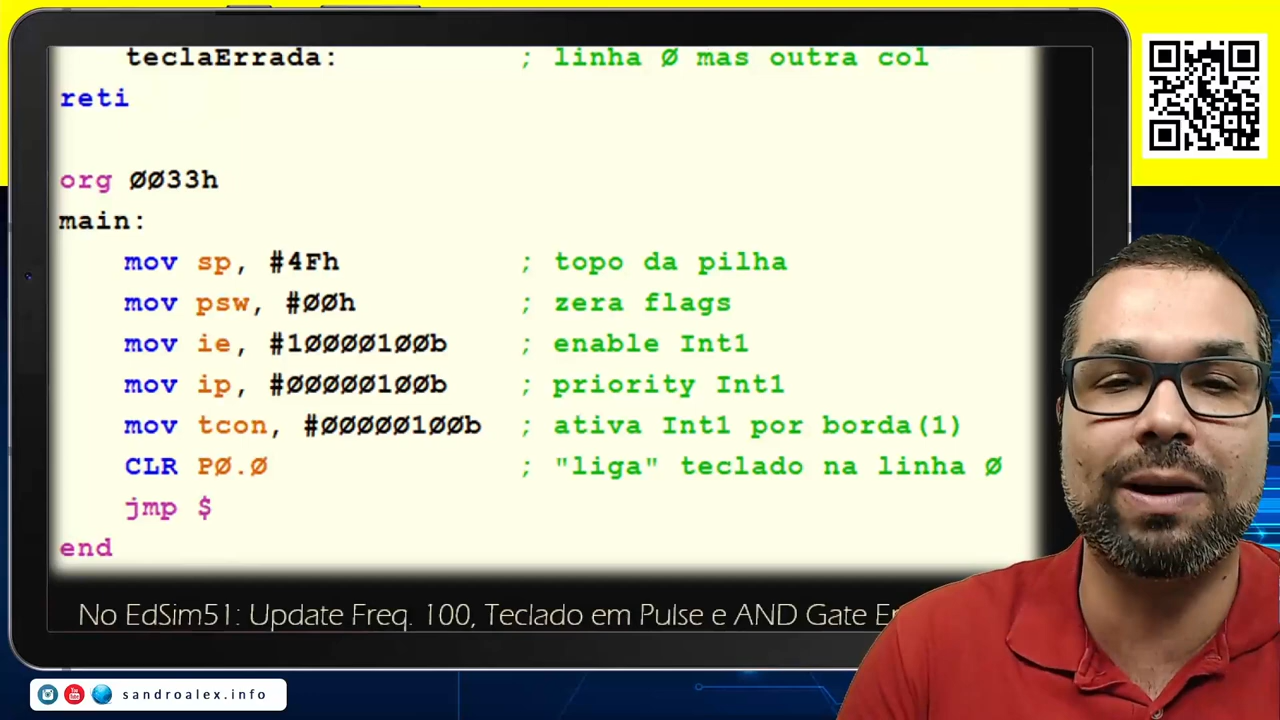 teclaErrada: ; linha Ø mas outra col
reti
org ØØ33h
main:
mov sp, #4Fh ; topo da pilha
mov psw, #ØØh ; zera flags
mov ie, #1ØØØØ1ØØb ; enable Int1
mov ip, #ØØØØØ1ØØb ; priority Int1
mov tcon, #ØØØØØ1ØØb ; ativa Int1 por borda(1)
CLR PØ.Ø ; "liga" teclado na linha Ø
jmp $
end
No EdSim51: Update Freq. 100, Teclado em Pulse e AND Gate
sandroalex.info